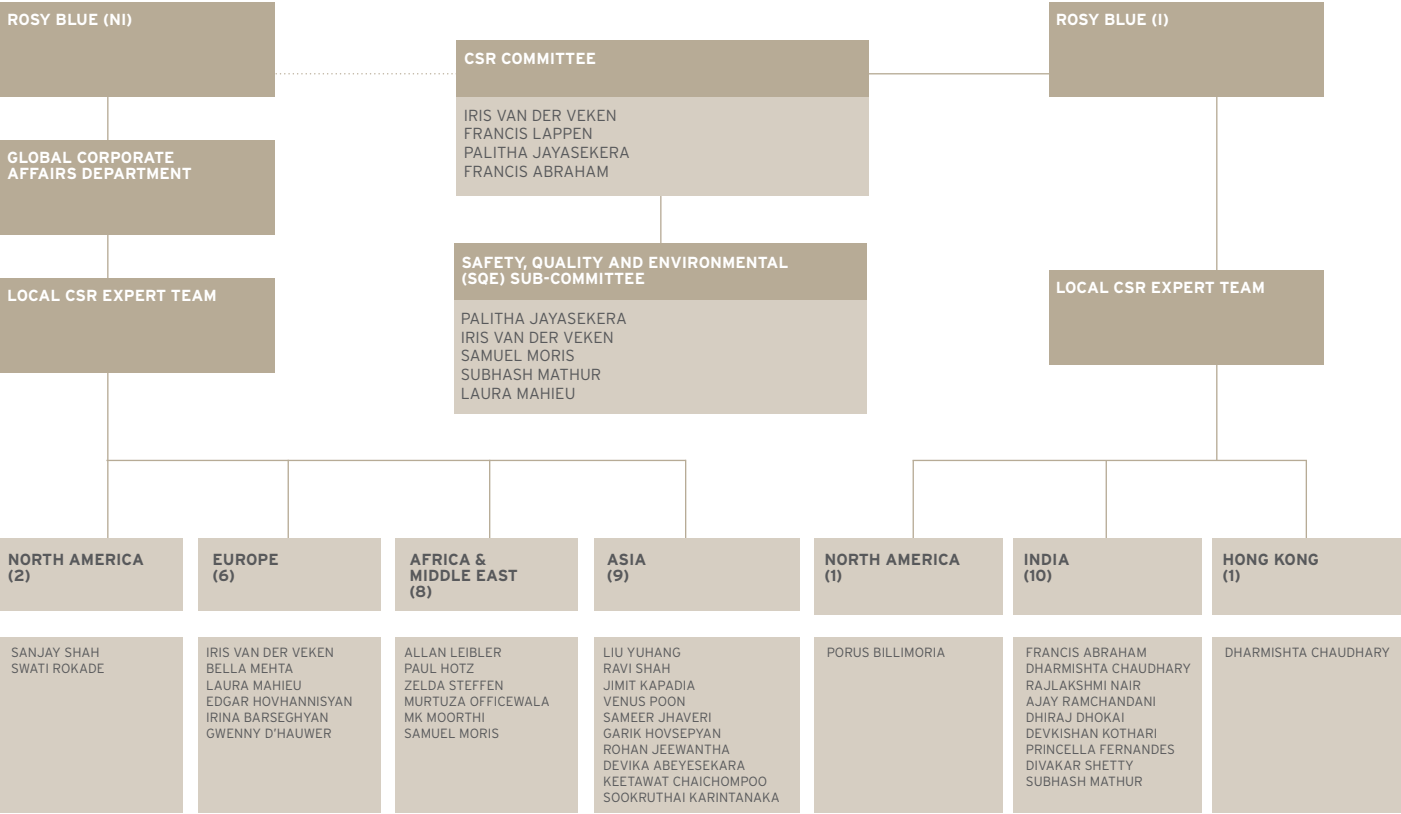 ROSY BLUE (NI)
GLOBAL CORPORATE
AFFAIRS DEPARTMENT
LOCAL CSR EXPERT TEAM
CSR COMMITTEE
IRIS VAN DER VEKEN
FRANCIS LAPPEN
PALITHA JAYASEKERA
FRANCIS ABRAHAM
SAFETY, QUALITY AND ENVIRONMENTAL
(SQE) SUB-COMMITTEE
PALITHA JAYASEKERA
IRIS VAN DER VEKEN
SAMUEL MORIS
SUBHASH MATHUR
LAURA MAHIEU
ROSY BLUE (I)
LOCAL CSR EXPERT TEAM
NORTH AMERICA
(2)
SANJAY SHAH
SWATI ROKADE
EUROPE
(6)
IRIS VAN DER VEKEN
BELLA MEHTA
LAURA MAHIEU
EDGAR HOVHANNISYAN
IRINA BARSEGHYAN
GWENNY D'HAUWER
AFRICA &
MIDDLE EAST
(8)
ALLAN LEIBLER
PAUL HOTZ
ZELDA STEFFEN
MURTUZA OFFICEWALA
MK MOORTHI
SAMUEL MORIS
ASIA
(9)
LIU YUHANG
RAVI SHAH
JIMIT KAPADIA
VENUS POON
SAMEER JHAVERI
GARIK HOVSEPYAN
ROHAN JEEWANTHA
DEVIKA ABEYESEKARA
KEETAWAT CHAICHOMPOO
SOOKRUTHAI KARINTANAKA
NORTH AMERICA
(1)
PORUS BILLIMORIA
INDIA
(10)
FRANCIS ABRAHAM
DHARMISHTA CHAUDHARY
RAJLAKSHMI NAIR
AJAY RAMCHANDANI
DHIRAJ DHOKAI
DEVKISHAN KOTHARI
PRINCELLA FERNANDES
DIVAKAR SHETTY
SUBHASH MATHUR
HONG KONG
(1)
DHARMISHTA CHAUDHARY